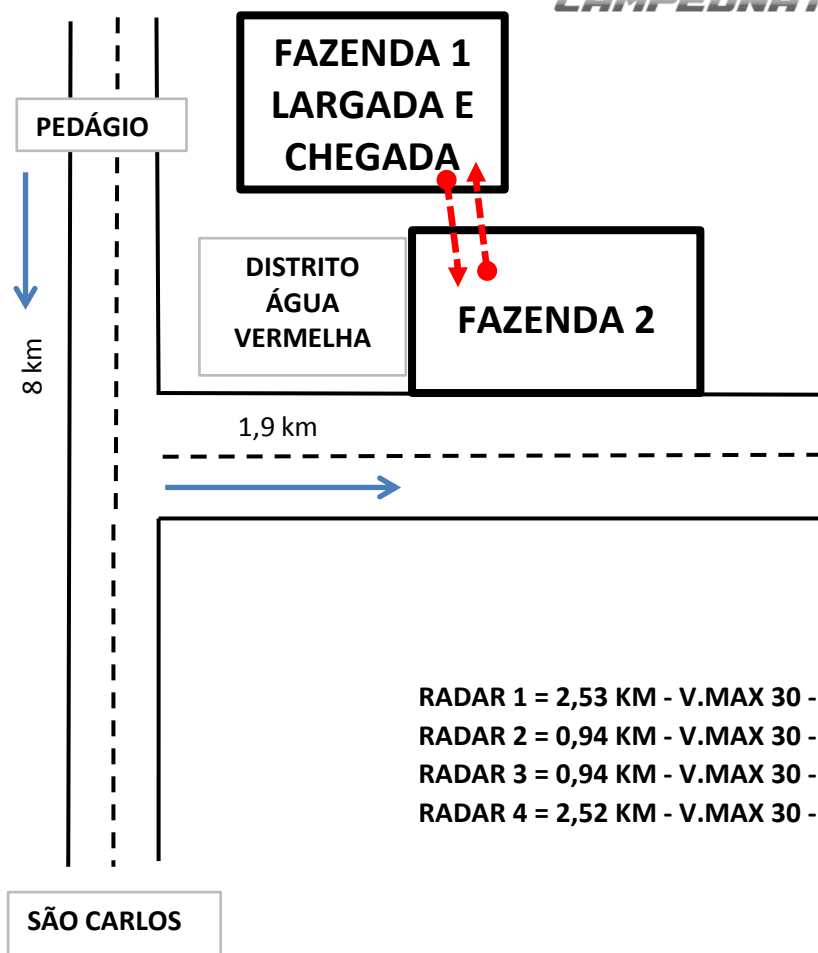 CAMPEONAT
FAZENDA 1
LARGADA E
CHEGADA
PEDÁGIO
DISTRITO
ÁGUA
VERMELHA
FAZENDA 2
8 km
1,9 km
RADAR 1 = 2,53 KM - V.MAX 30 -
RADAR 2 = 0,94 KM - V.MAX 30 -
RADAR 3 = 0,94 KM - V.MAX 30 -
RADAR 4 = 2,52 KM - V.MAX 30 -
SÃO CARLOS